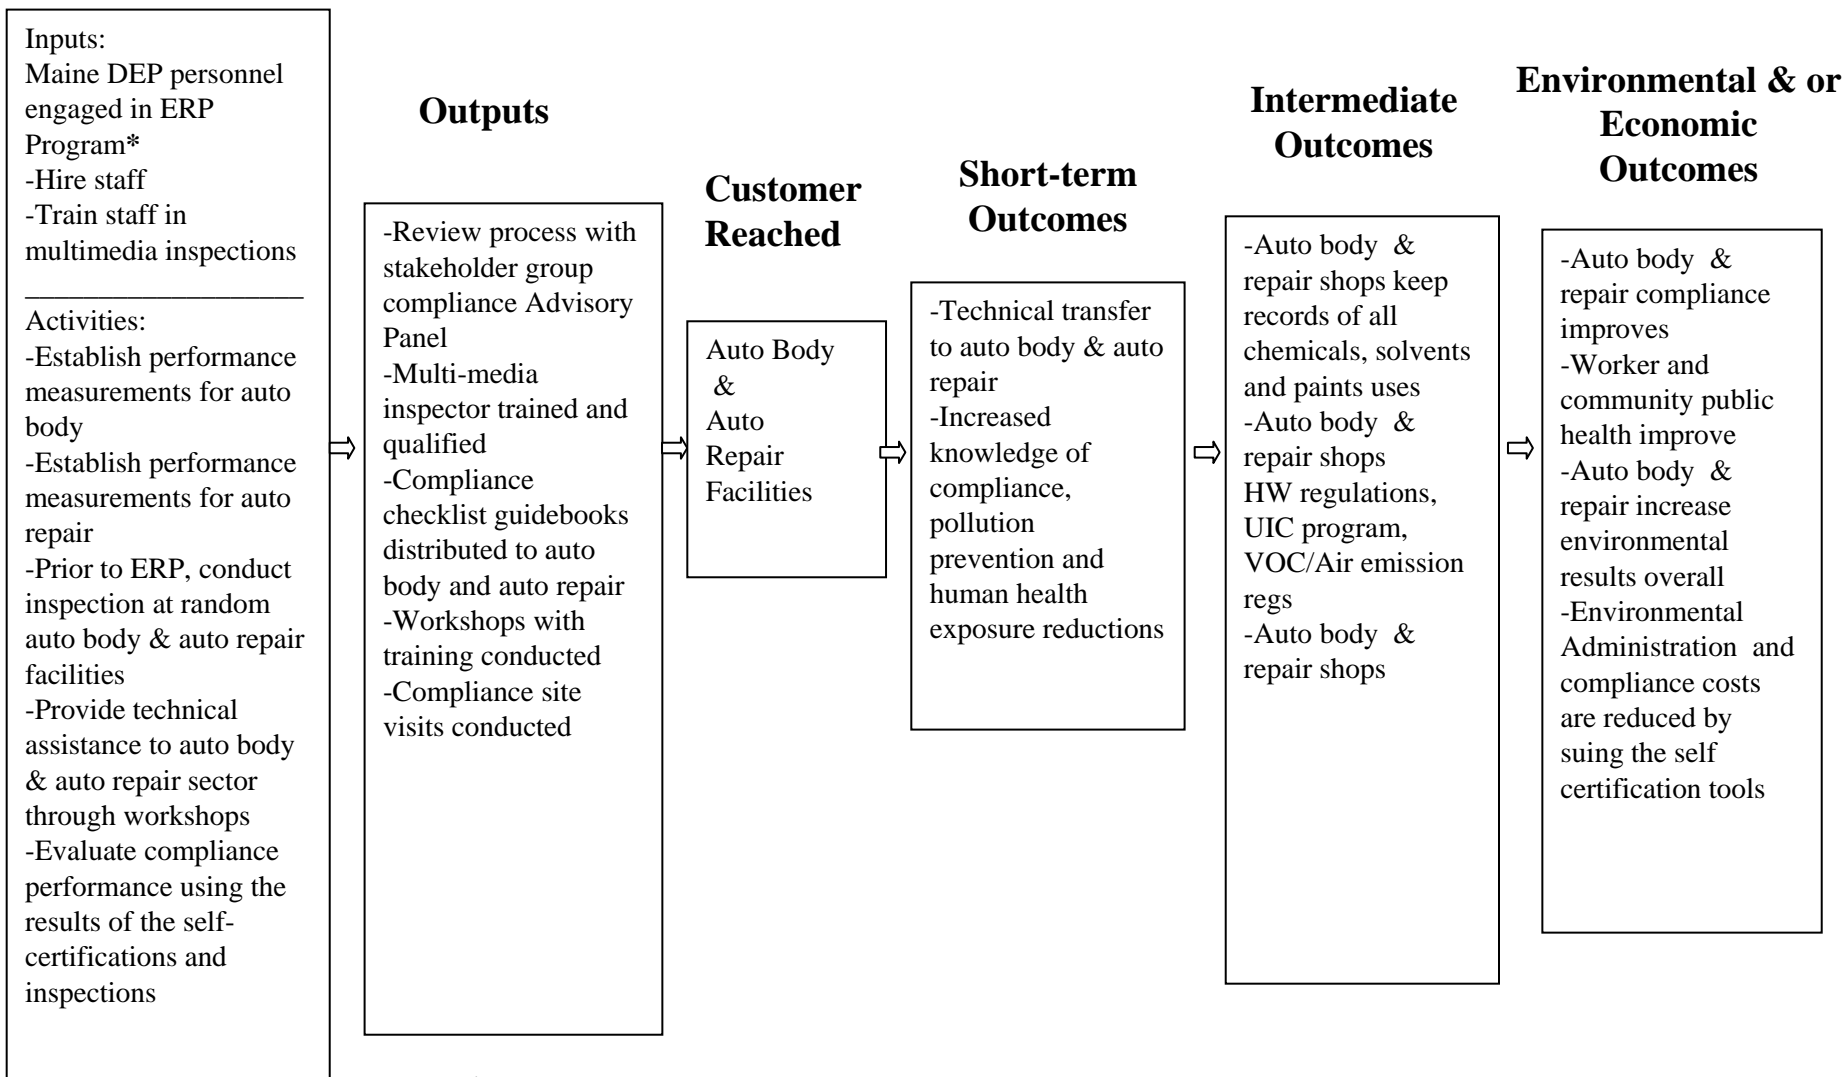 Inputs:
Maine DEP personnel
engaged in ERP
Program*
-Hire staff
-Train staff in
multimedia inspections
___________________
Activities:
-Establish performance
measurements for auto
body
-Establish performance
measurements for auto
repair
-Prior to ERP, conduct
inspection at random
auto body & auto repair
facilities
-Provide technical
assistance to auto body
& auto repair sector
through workshops
-Evaluate compliance
performance using the
results of the self-
certifications and
inspections
Outputs
-Review process with
stakeholder group
compliance Advisory
Panel
-Multi-media
inspector trained and
qualified
-Compliance
checklist guidebooks
distributed to auto
body and auto repair
-Workshops with
training conducted
-Compliance site
visits conducted
Customer
Reached
Auto Body
&
Auto
Repair
Facilities
Short-term
Outcomes
-Technical transfer
to auto body & auto
repair
-Increased
knowledge of
compliance,
pollution
prevention and
human health
exposure reductions
Intermediate
Outcomes
-Auto body &
repair shops keep
records of all
chemicals, solvents
and paints uses
-Auto body &
repair shops
HW regulations,
UIC program,
VOC/Air emission
regs
-Auto body &
repair shops
Environmental & or
Economic
Outcomes
-Auto body &
repair compliance
improves
-Worker and
community public
health improve
-Auto body &
repair increase
environmental
results overall
-Environmental
Administration and
compliance costs
are reduced by
suing the self
certification tools